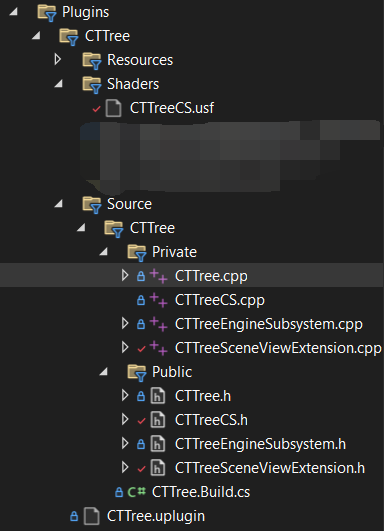 Plugins
CTTree
Resources
Shaders
CTTreeCS.usf
Source
CTTree
Private
CTTree.cpp
CTTreeCS.cpp
CTTreeEngineSubsystem.cpp
CTTreeSceneViewExtension.cpp
Public
CTTree.h
CTTreeCS.h
CTTreeEngineSubsystem.h
CTTreeSceneViewExtension.h
C# CTTree.Build.cs
CTTree.uplugin